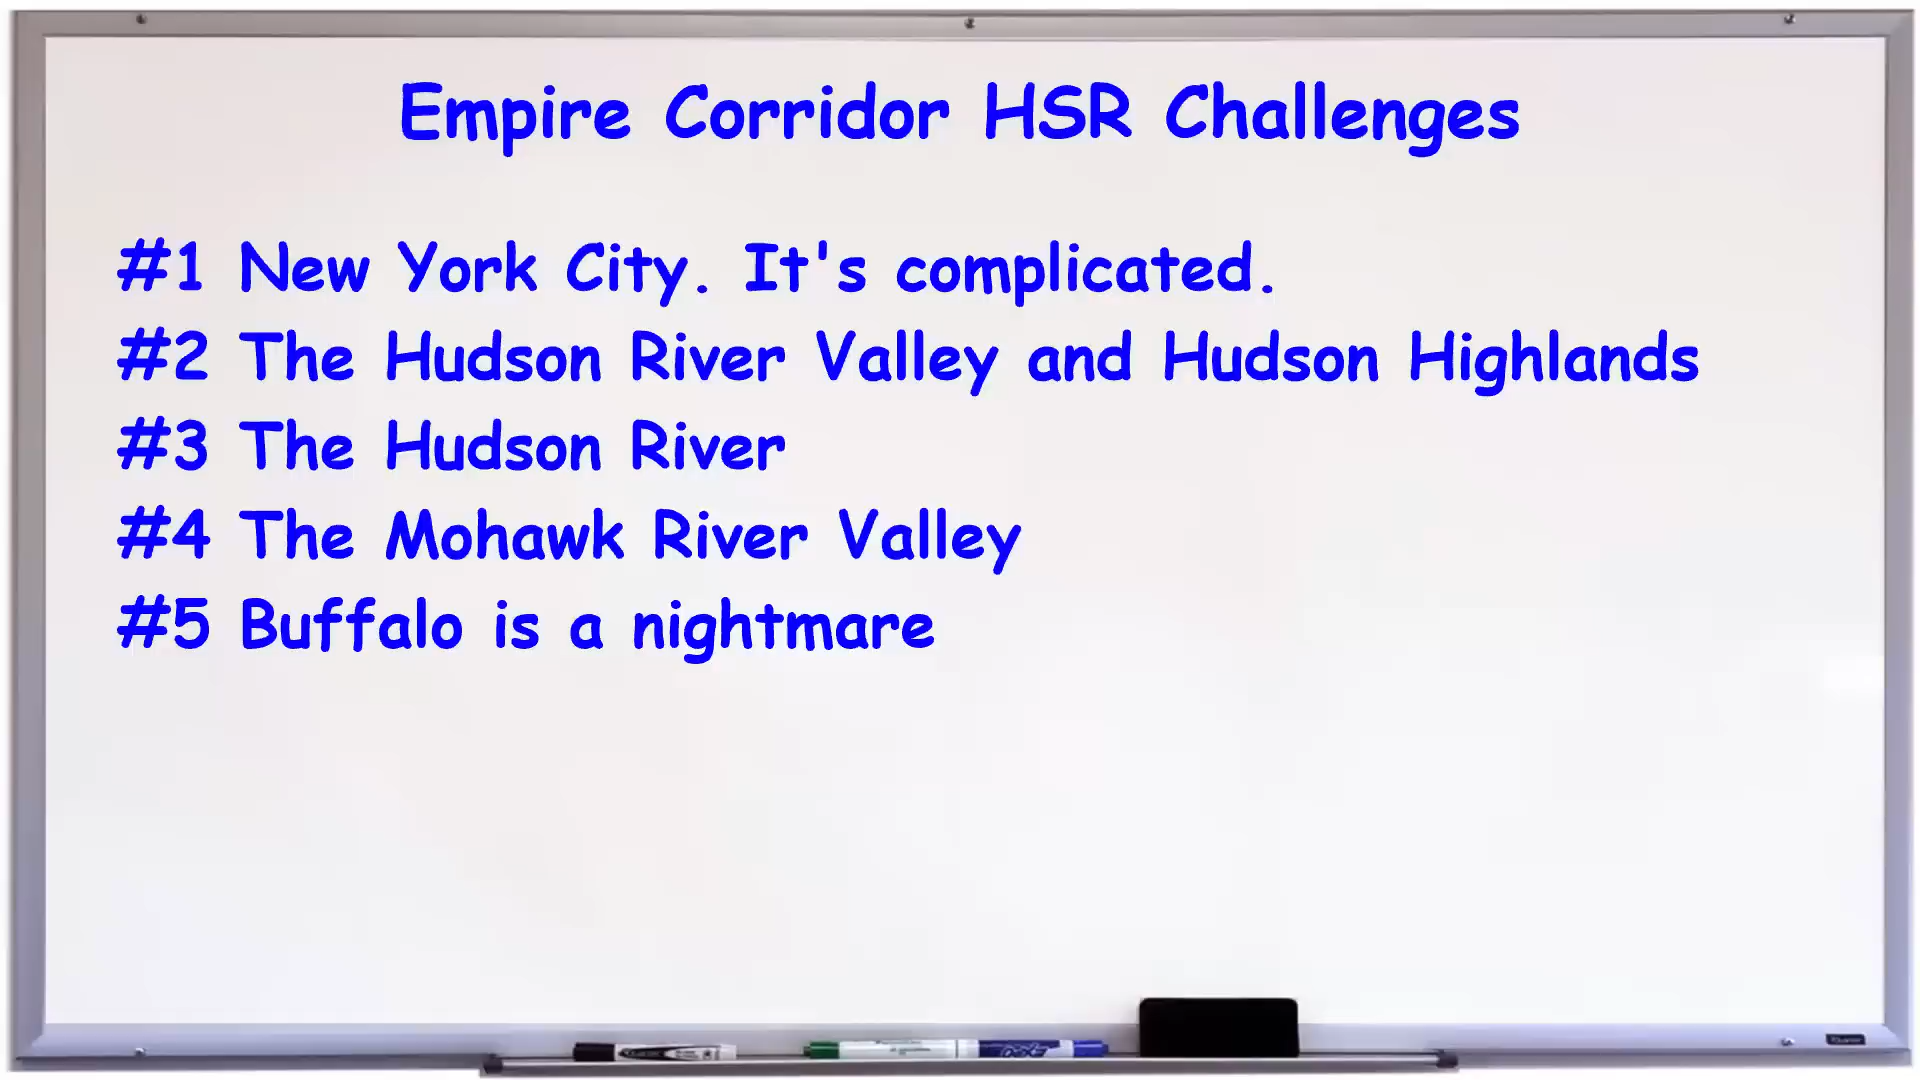 Empire Corridor HSR Challenges
#1 New York City. It's complicated.
#2 The Hudson River Valley and Hudson Highlands
#3 The Hudson River
#4 The Mohawk River Valley
#5 Buffalo is a nightmare